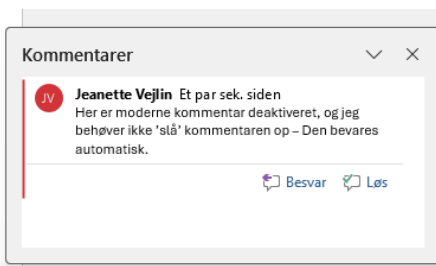 Kommentarer
JV
Jeanette Vejlin Et par sek. siden
Her er moderne kommentar deaktiveret, og jeg
behøver ikke 'slå' kommentaren op – Den bevares
automatisk.
Besvar Løs